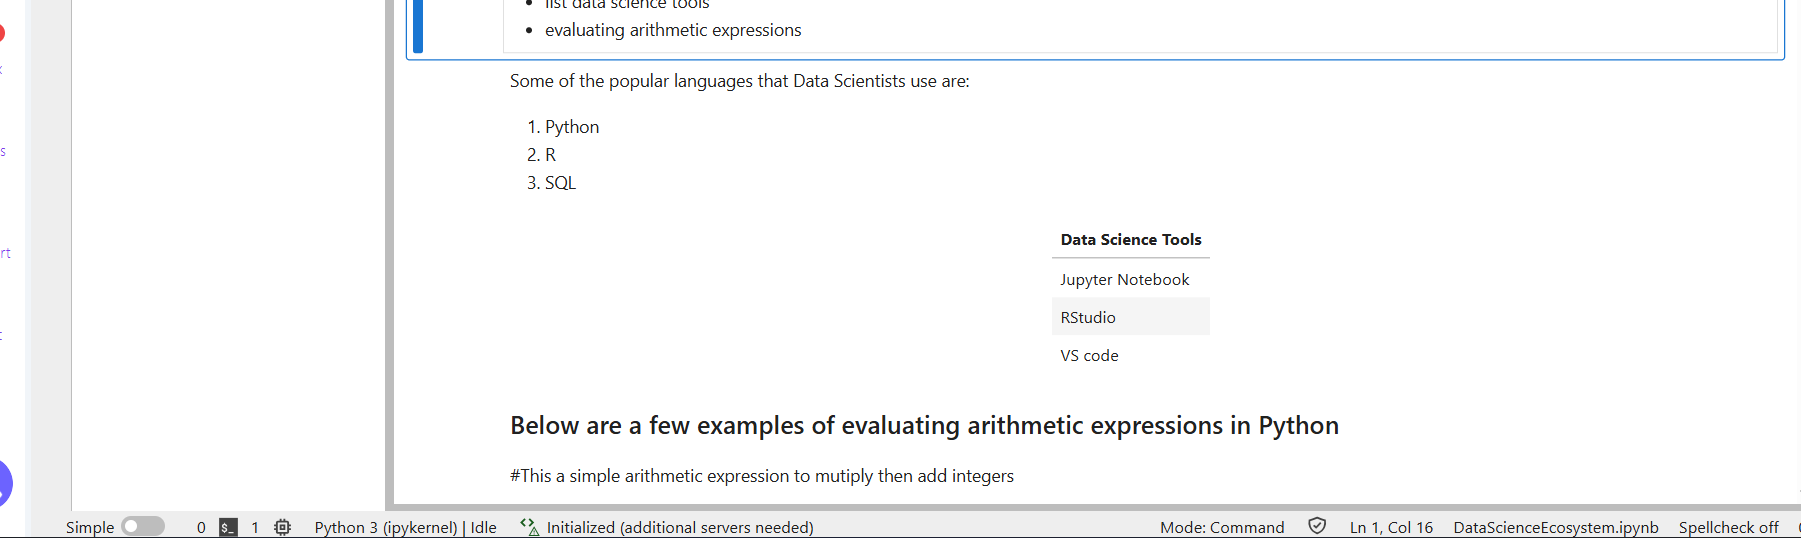 list data science tools
evaluating arithmetic expressions
Some of the popular languages that Data Scientists use are:
1. Python
2. R
3. SQL
Data Science Tools
Jupyter Notebook
RStudio
VS code
Below are a few examples of evaluating arithmetic expressions in Python
#This a simple arithmetic expression to mutiply then add integers
Simple 0 $_ 1 Python 3 (ipykernel) | Idle Initialized (additional servers needed) Mode: Command Ln 1, Col 16 DataScienceEcosystem.ipynb Spellcheck off